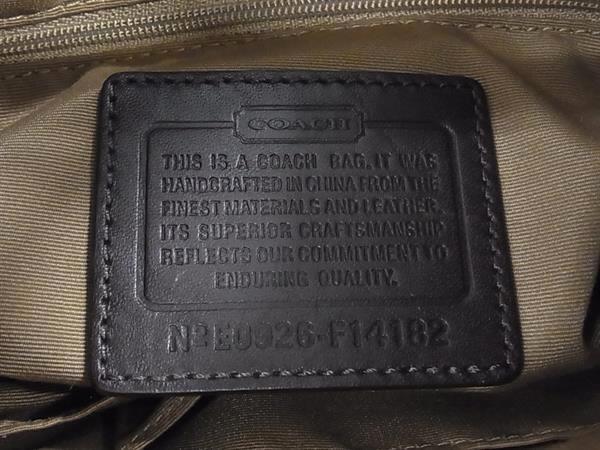 COACH
THIS IS A COACH BAG. IT WAS
HANDCRAFTED IN CHINA FROM THE
FINEST MATERIALS AND LEATHER.
ITS SUPERIOR CRAFTSMANSHIP
REFLECTS OUR COMMITMENT TO
ENDURING QUALITY.
Nº E0926-F14182